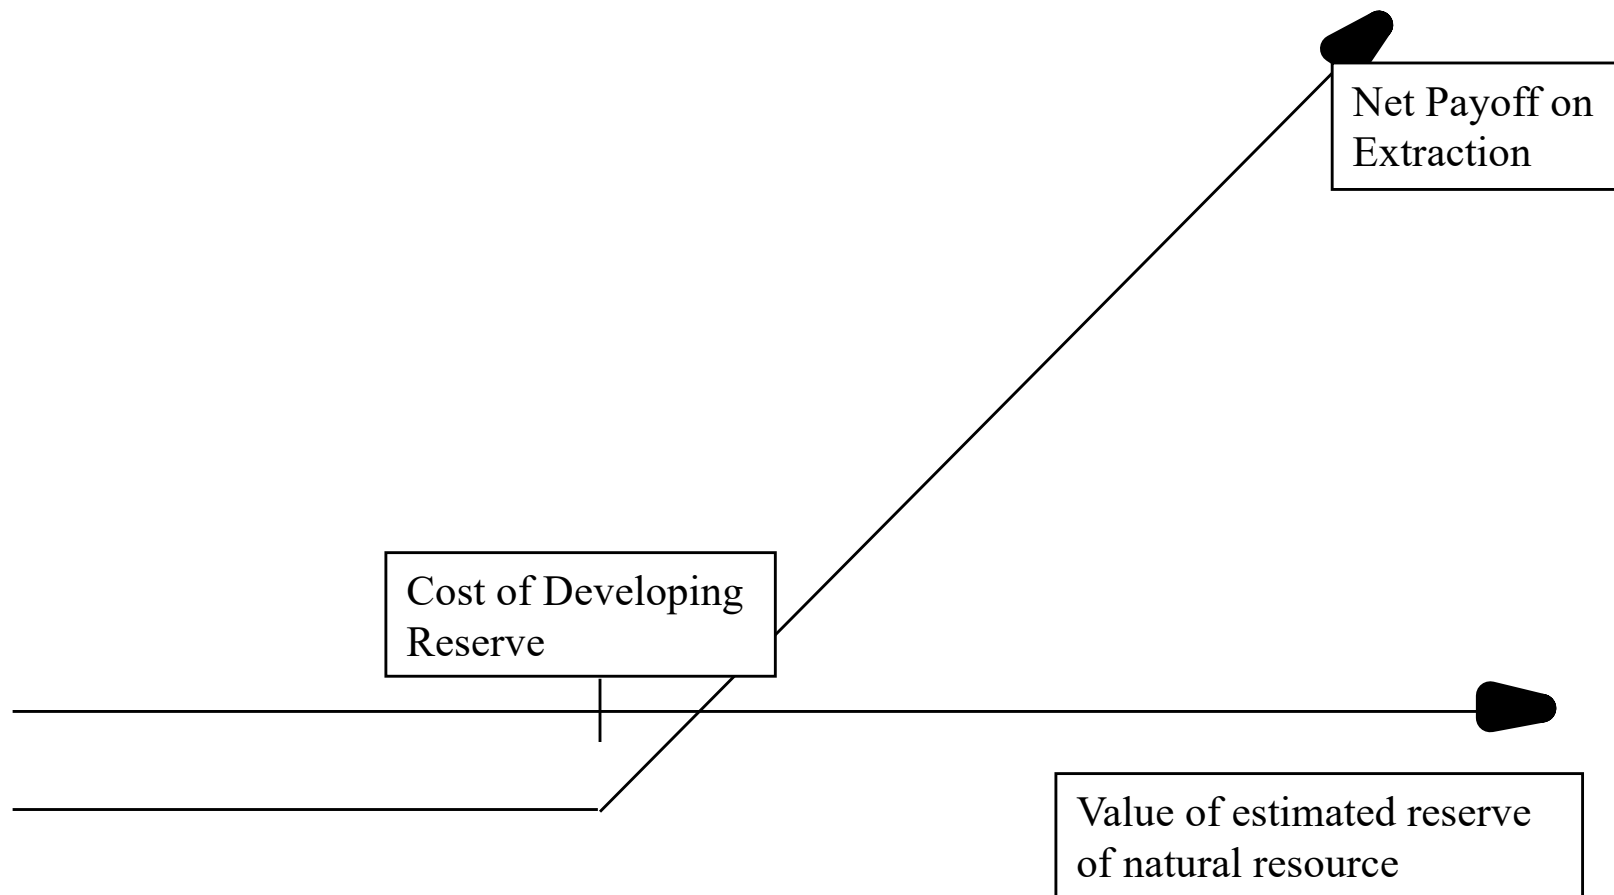 Net Payoff on
Extraction
Cost of Developing
Reserve
Value of estimated reserve
of natural resource